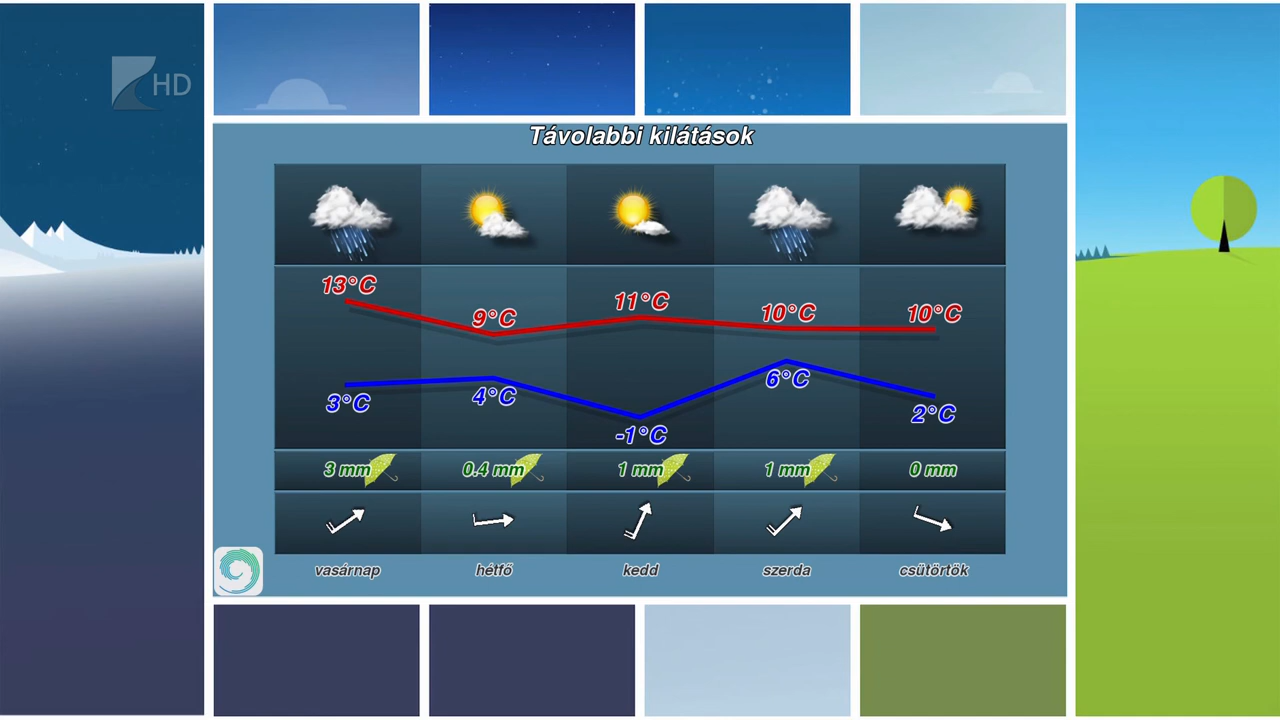 HD
Távolabbi kilátások
13°C 9°C 11°C 10°C 10°C
3°C 4°C -1°C 6°C 2°C
3 mm 0.4 mm 1 mm 1 mm 0 mm
vasárnap hétfő kedd szerda csütörtök